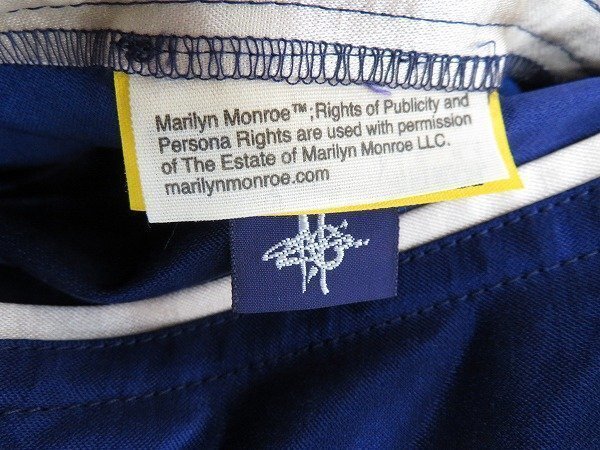 Marilyn Monroe™;Rights of Publicity and
Persona Rights are used with permission
of The Estate of Marilyn Monroe LLC.
marilynmonroe.com